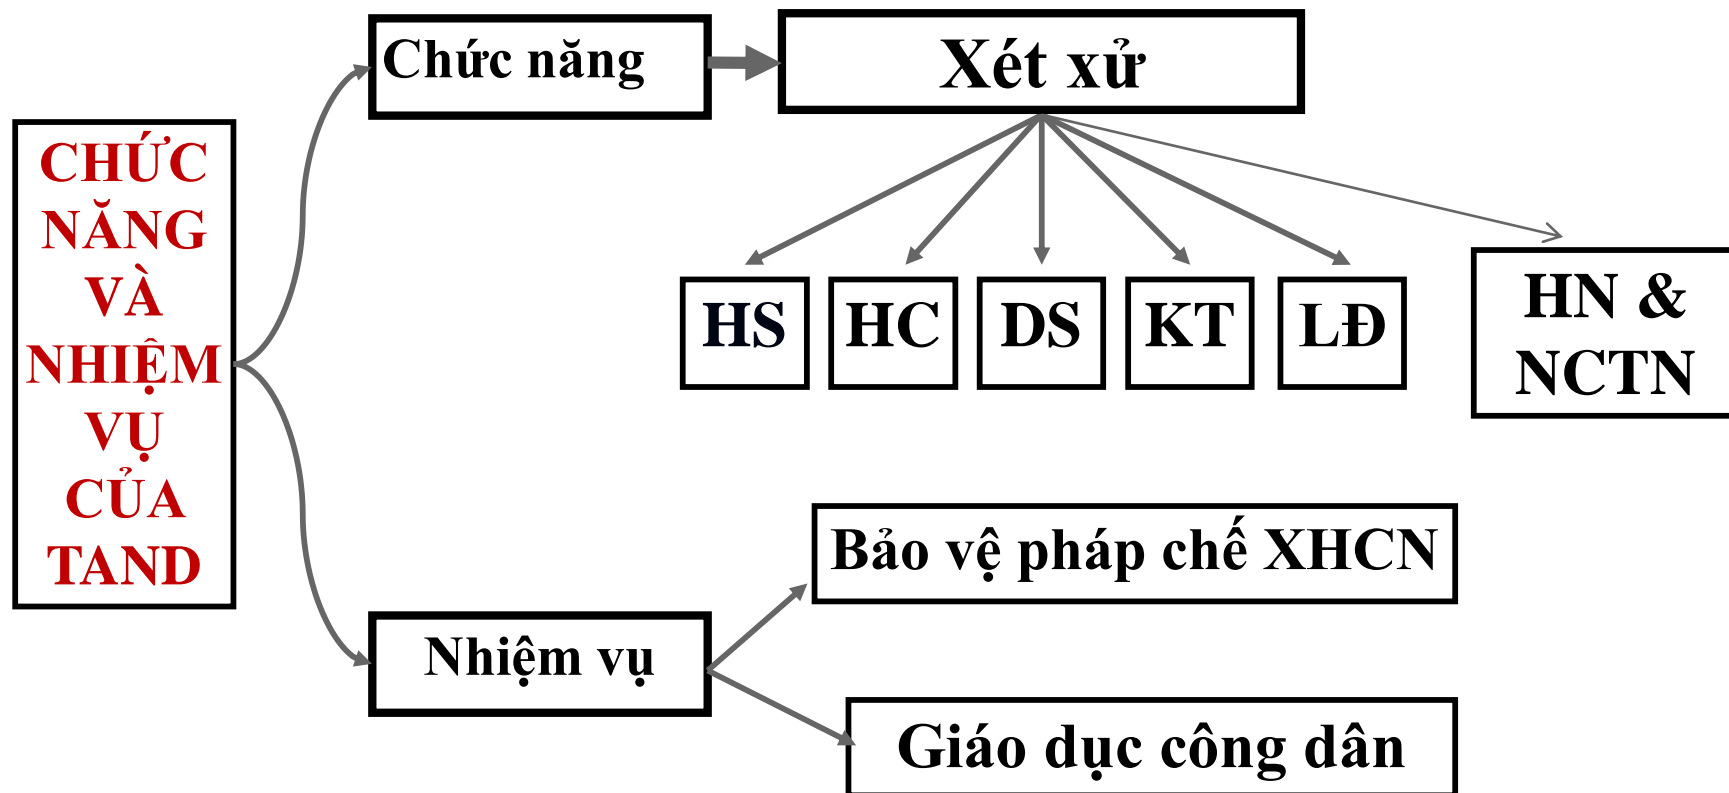 CHỨC
NĂNG
VÀ
NHIỆM
VỤ
CỦA
TAND
Chức năng
Xét xử
HS
HC
DS
KT
LĐ
HN &
NCTN
Nhiệm vụ
Bảo vệ pháp chế XHCN
Giáo dục công dân